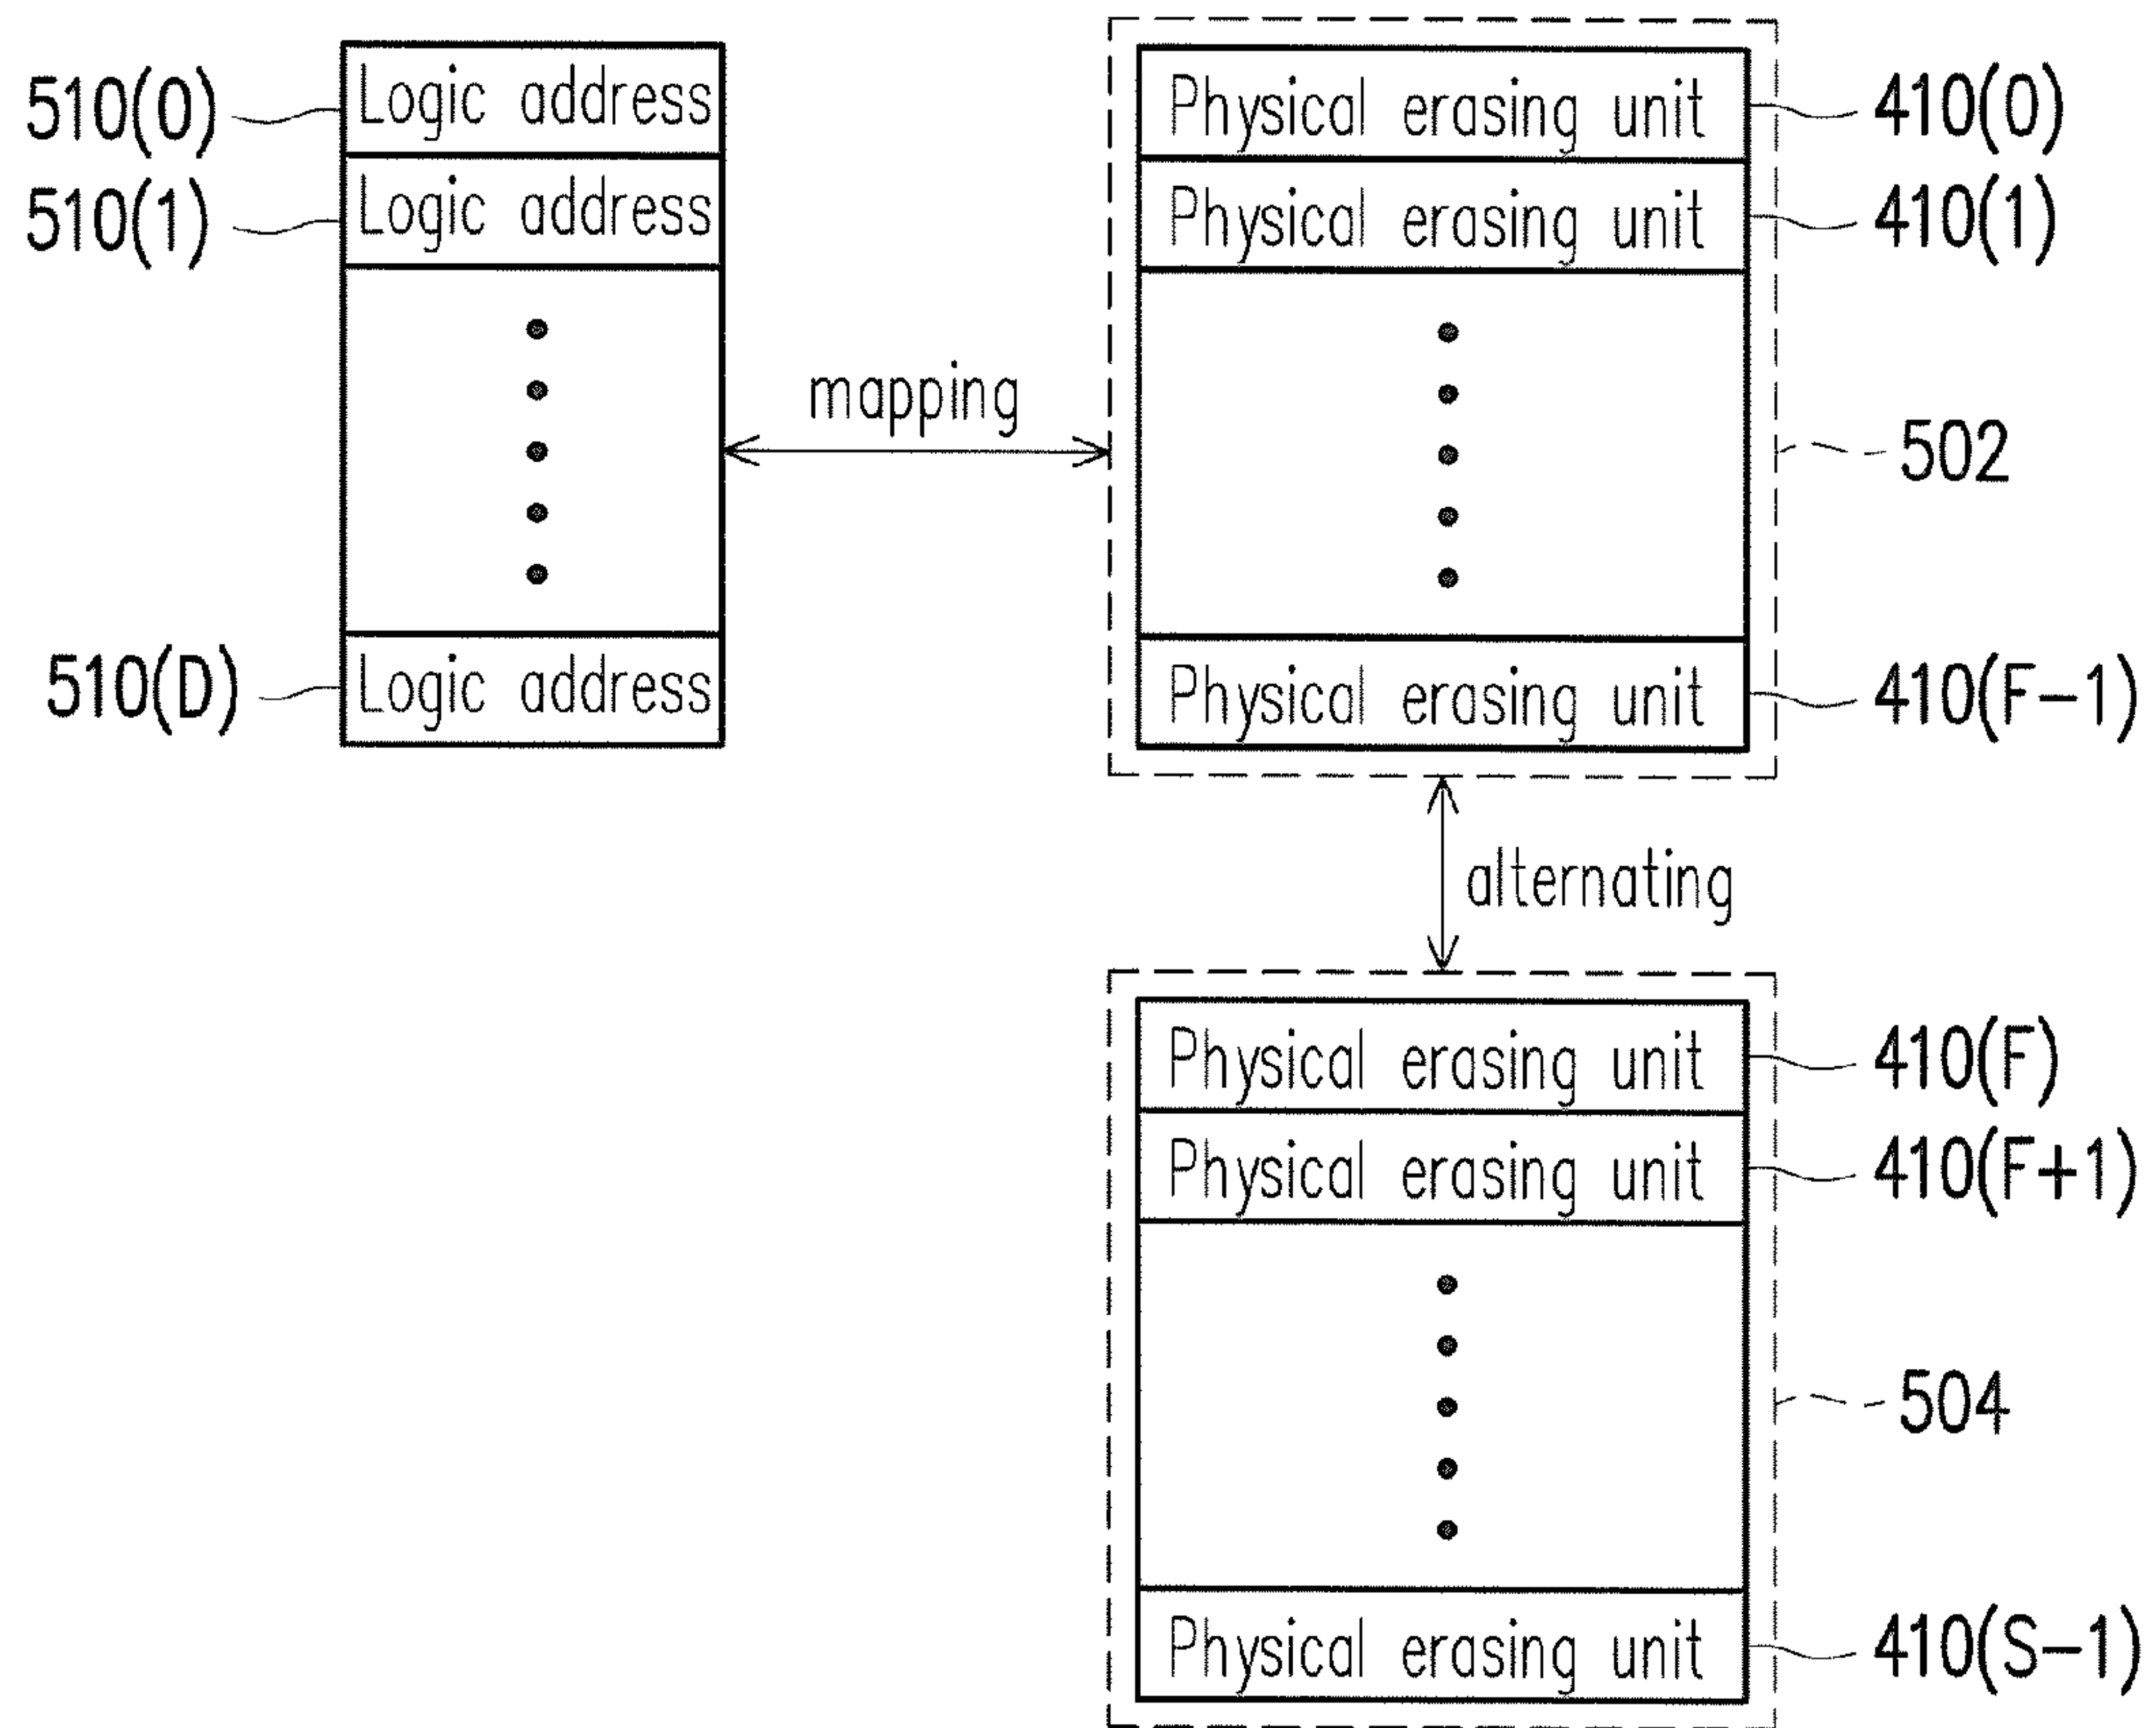 510(0)
Logic address
510(1)
Logic address
510(D)
Logic address
mapping
Physical erasing unit
410(0)
Physical erasing unit
410(1)
502
Physical erasing unit
410(F-1)
alternating
Physical erasing unit
410(F)
Physical erasing unit
410(F+1)
504
Physical erasing unit
410(S-1)